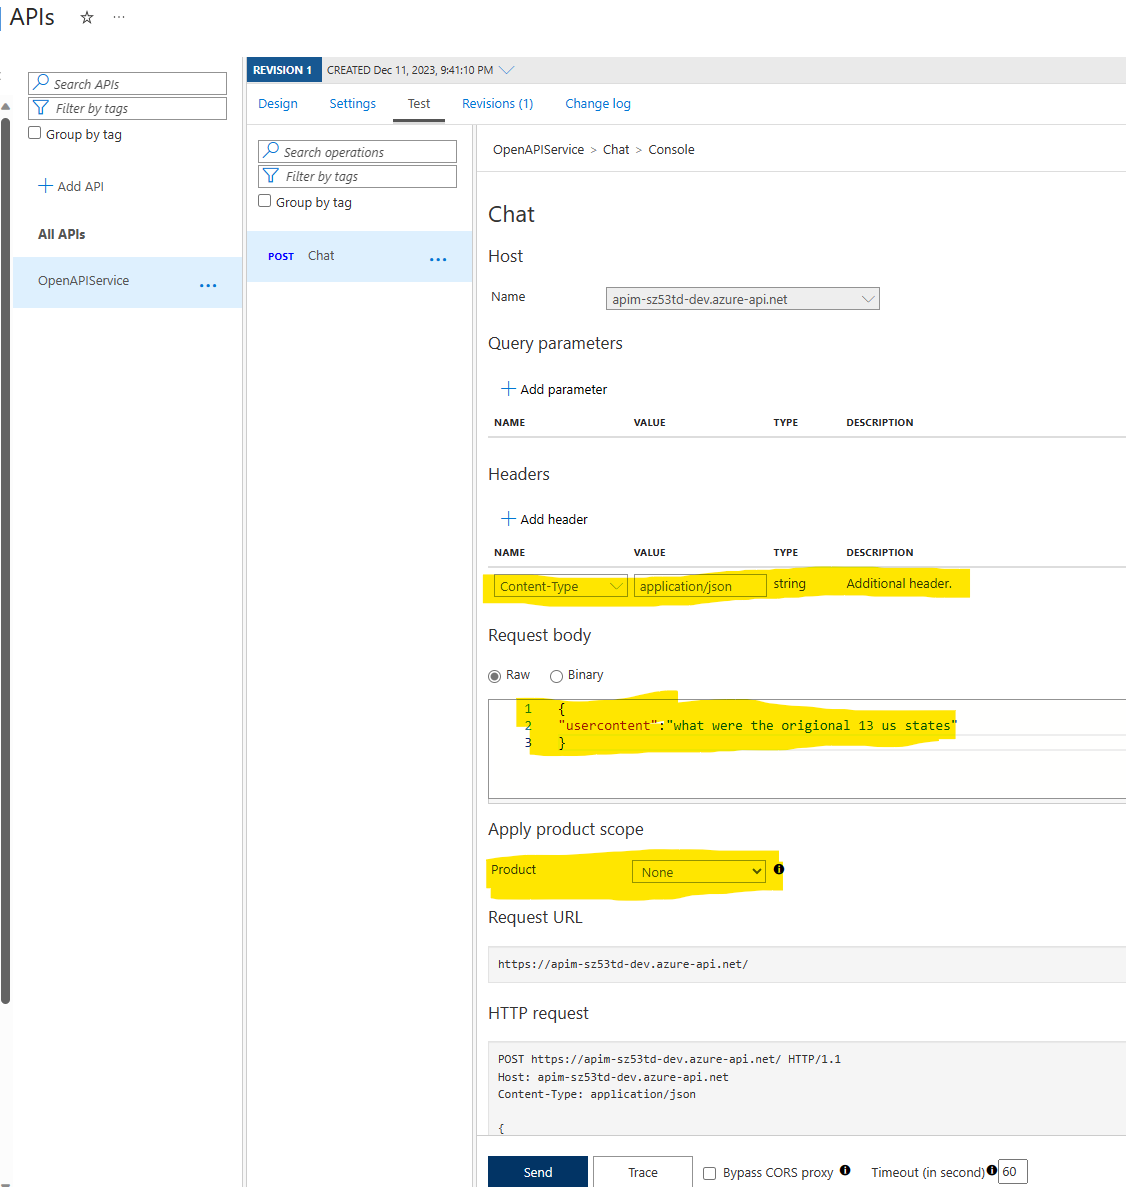 APIs
Search APIs
Filter by tags
Group by tag
Add API
All APIs
OpenAPIService
REVISION 1 CREATED Dec 11, 2023, 9:41:10 PM
Design Settings Test Revisions (1) Change log
Search operations
Filter by tags
Group by tag
POST Chat
OpenAPIService > Chat > Console
Chat
Host
Name apim-sz53td-dev.azure-api.net
Query parameters
Add parameter
NAME VALUE TYPE DESCRIPTION
Headers
Add header
NAME VALUE TYPE DESCRIPTION
Content-Type application/json string Additional header.
Request body
Raw Binary
1 {
2 "usercontent":"what were the origional 13 us states"
3 }
Apply product scope
Product None
Request URL
https://apim-sz53td-dev.azure-api.net/
HTTP request
POST https://apim-sz53td-dev.azure-api.net/ HTTP/1.1
Host: apim-sz53td-dev.azure-api.net
Content-Type: application/json
{
Send Trace Bypass CORS proxy Timeout (in second) 60